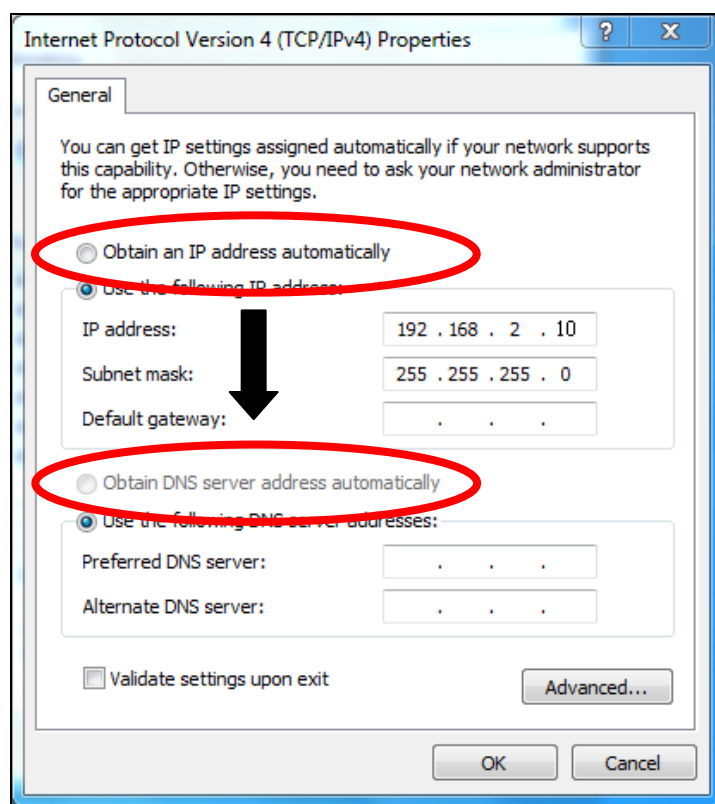 Internet Protocol Version 4 (TCP/IPv4) Properties
?
X
General
You can get IP settings assigned automatically if your network supports
this capability. Otherwise, you need to ask your network administrator
for the appropriate IP settings.
Obtain an IP address automatically
Use the following IP address:
IP address: 192 . 168 . 2 . 10
Subnet mask: 255 . 255 . 255 . 0
Default gateway: . . .
Obtain DNS server address automatically
Use the following DNS server addresses:
Preferred DNS server: . . .
Alternate DNS server: . . .
Validate settings upon exit
Advanced...
OK Cancel